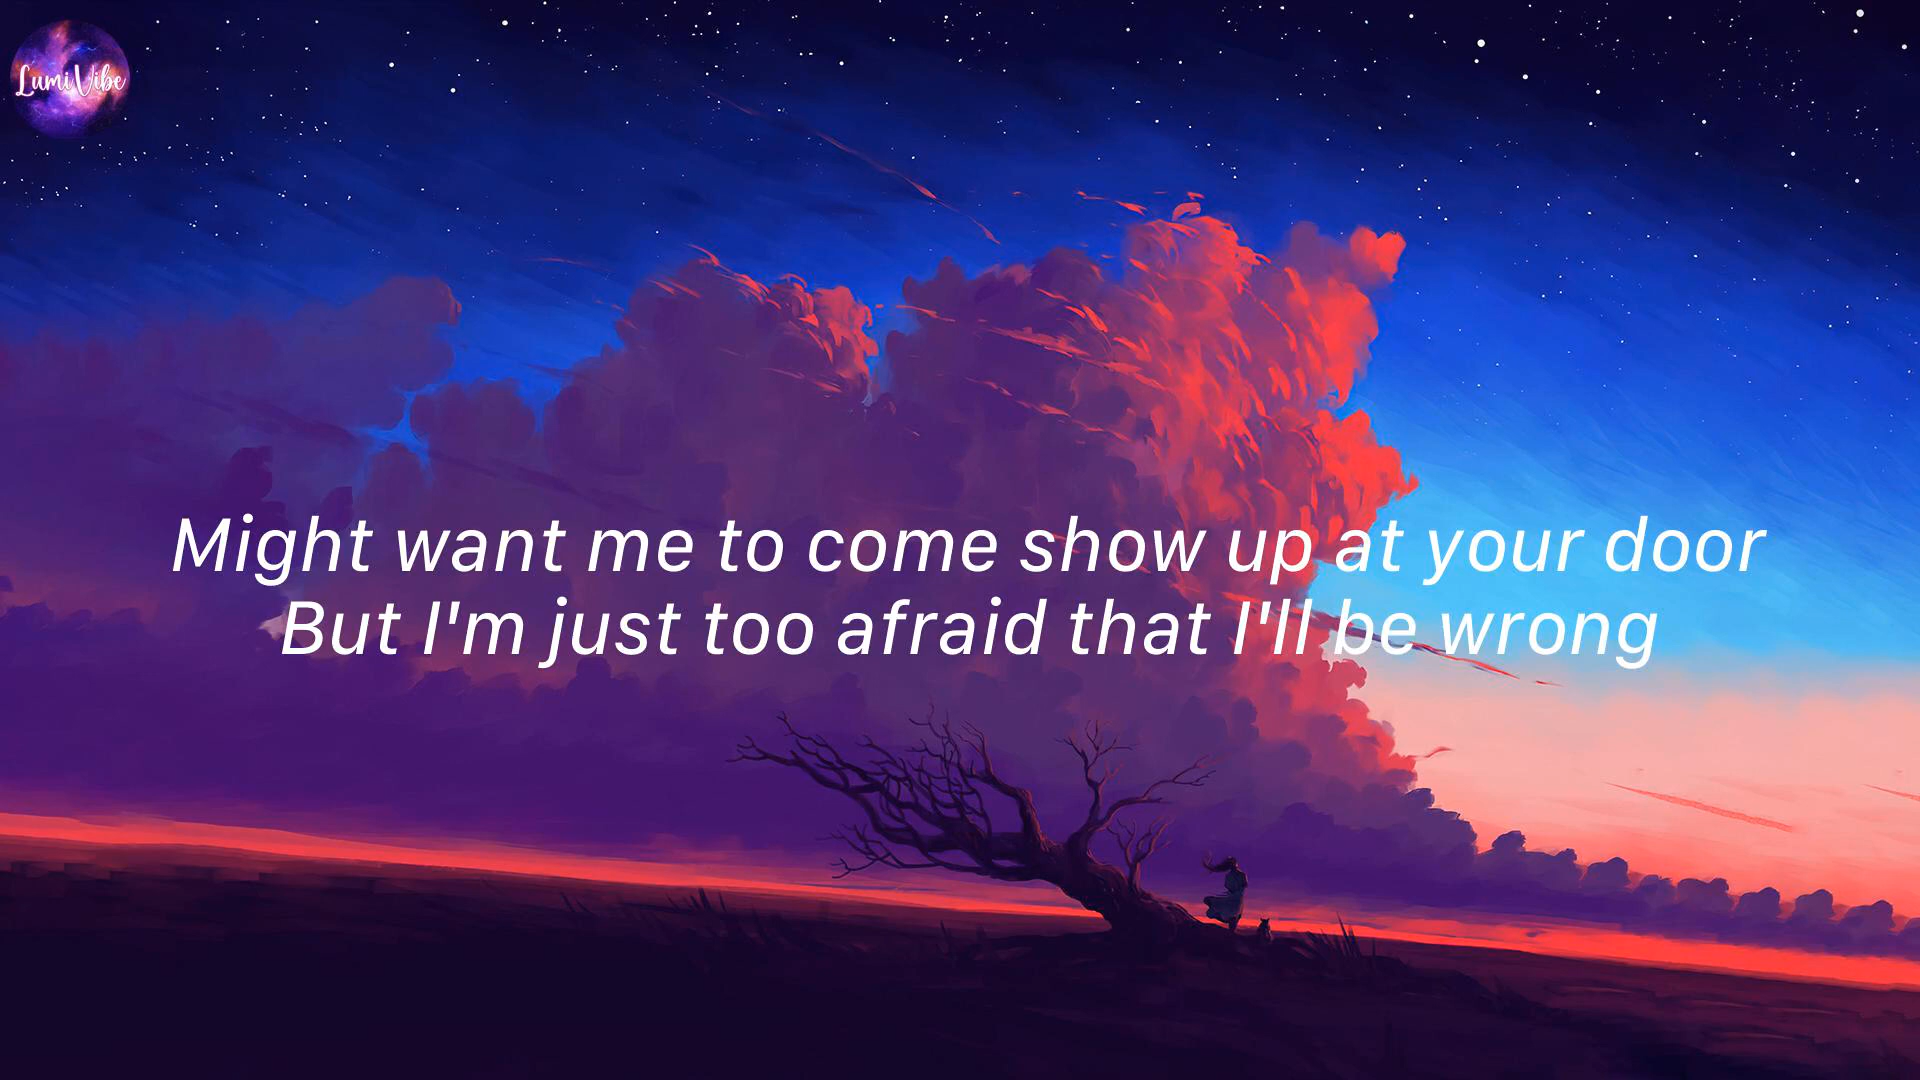 LumiVibe
Might want me to come show up at your door
But I'm just too afraid that I'll be wrong